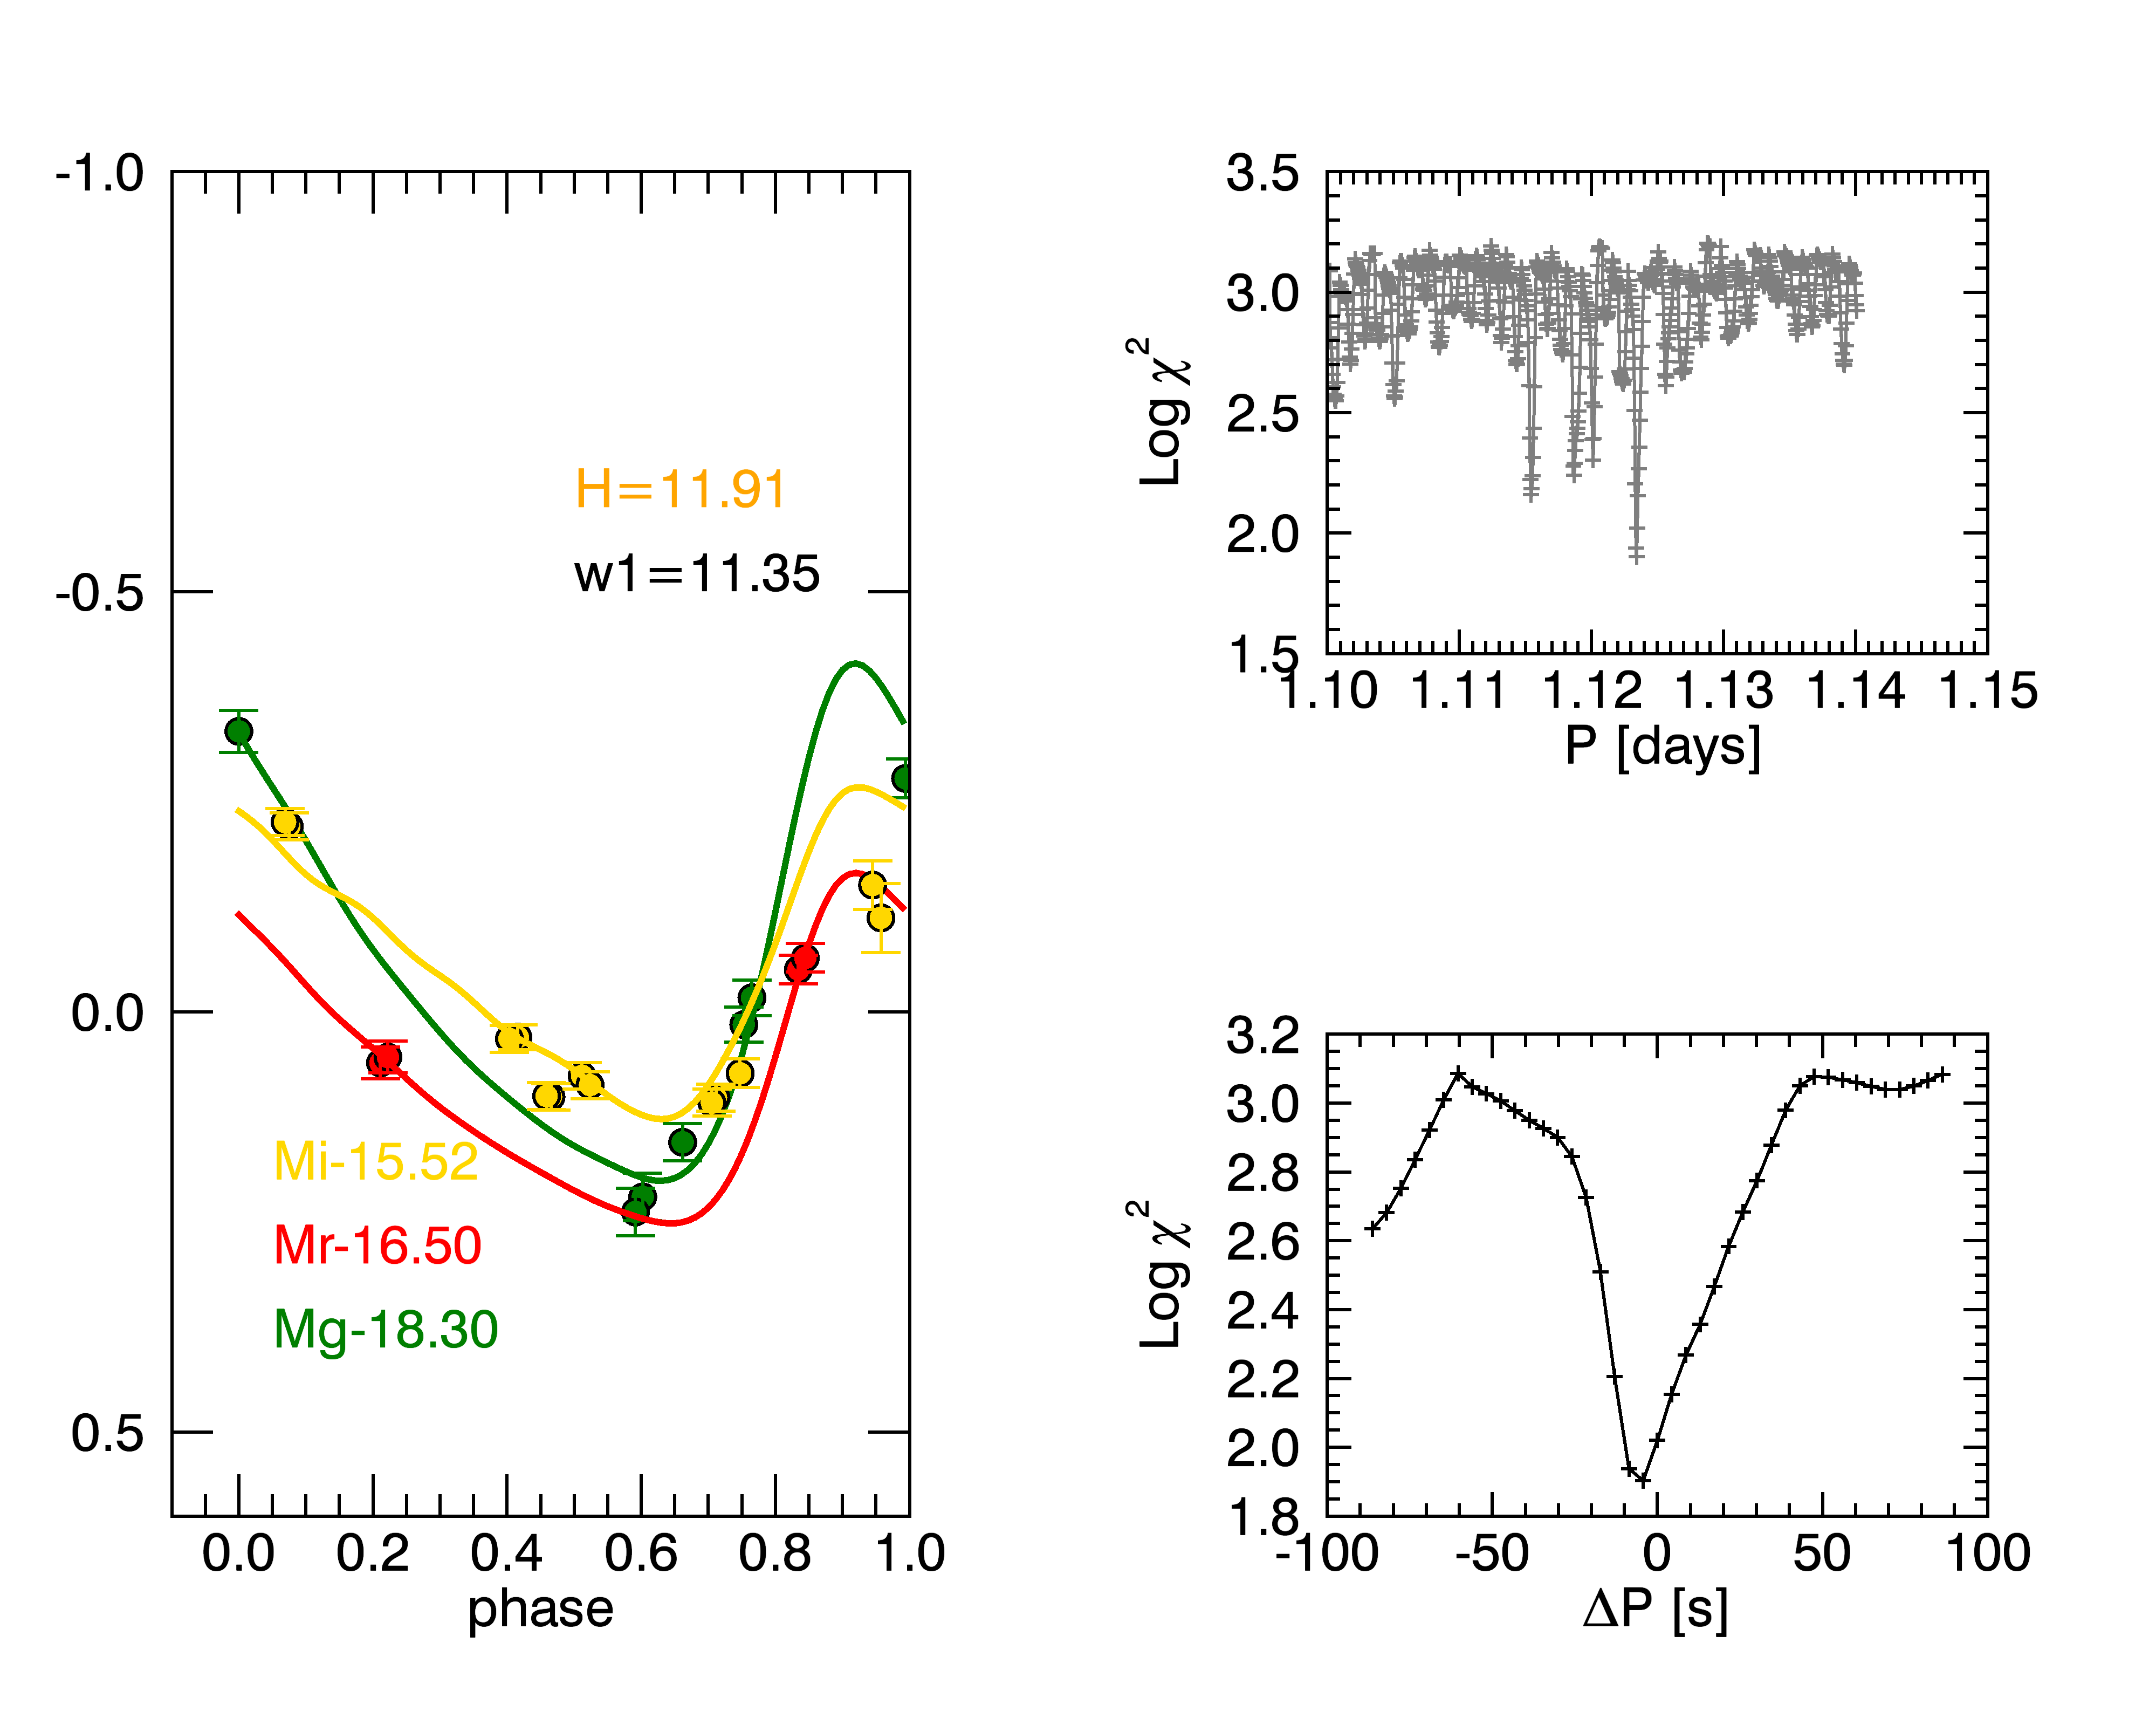 -1.0
-0.5
0.0
0.5
H=11.91
w1=11.35
Mi-15.52
Mr-16.50
Mg-18.30
0.0 0.2 0.4 0.6 0.8 1.0
phase
3.5
3.0
2.5
2.0
1.5
Log χ²
1.10 1.11 1.12 1.13 1.14 1.15
P [days]
3.2
3.0
2.8
2.6
2.4
2.2
2.0
1.8
Log χ²
-100 -50 0 50 100
ΔP [s]